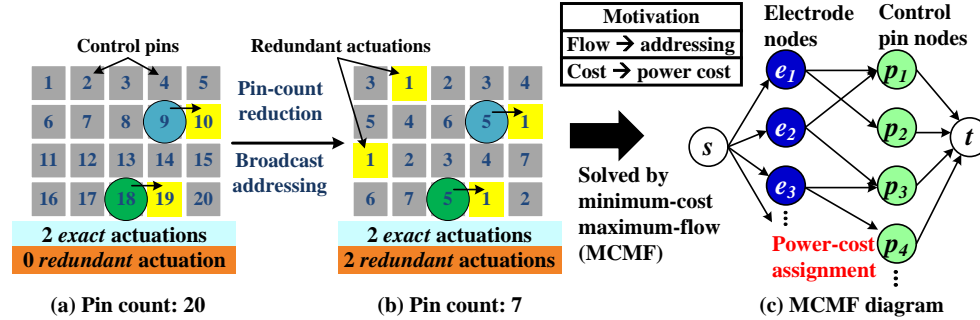 Control pins
1 2 3 4 5
6 7 8 9 10
11 12 13 14 15
16 17 18 19 20
2 exact actuations
0 redundant actuation
(a) Pin count: 20
Pin-count
reduction
Broadcast
addressing
Redundant actuations
3 1 2 3 4
5 4 6 5 1
1 2 3 4 7
6 7 5 1 2
2 exact actuations
2 redundant actuations
(b) Pin count: 7
Solved by
minimum-cost
maximum-flow
(MCMF)
Motivation
Flow → addressing
Cost → power cost
Electrode
nodes
Control
pin nodes
s
e1
e2
e3
p1
p2
p3
p4
t
Power-cost
assignment
(c) MCMF diagram